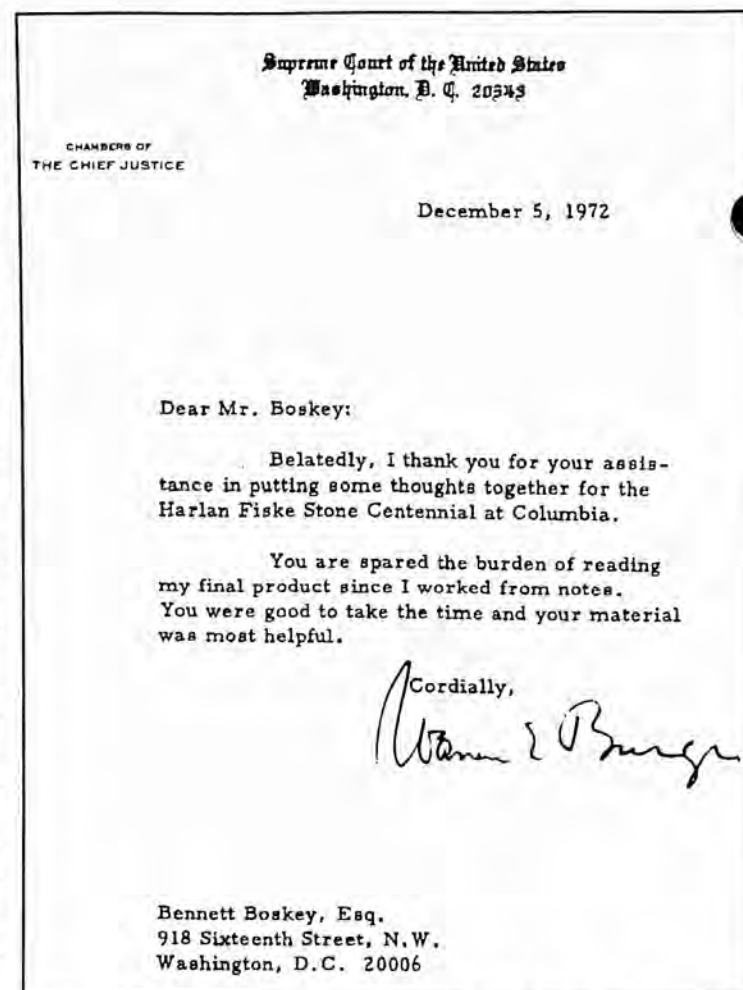 Supreme Court of the United States
Washington, D. C. 20543
CHAMBERS OF
THE CHIEF JUSTICE
December 5, 1972
Dear Mr. Boskey:
Belatedly, I thank you for your assis-
tance in putting some thoughts together for the
Harlan Fiske Stone Centennial at Columbia.
You are spared the burden of reading
my final product since I worked from notes.
You were good to take the time and your material
was most helpful.
Cordially,
Warren E Burger
Bennett Boskey, Esq.
918 Sixteenth Street, N.W.
Washington, D.C. 20006